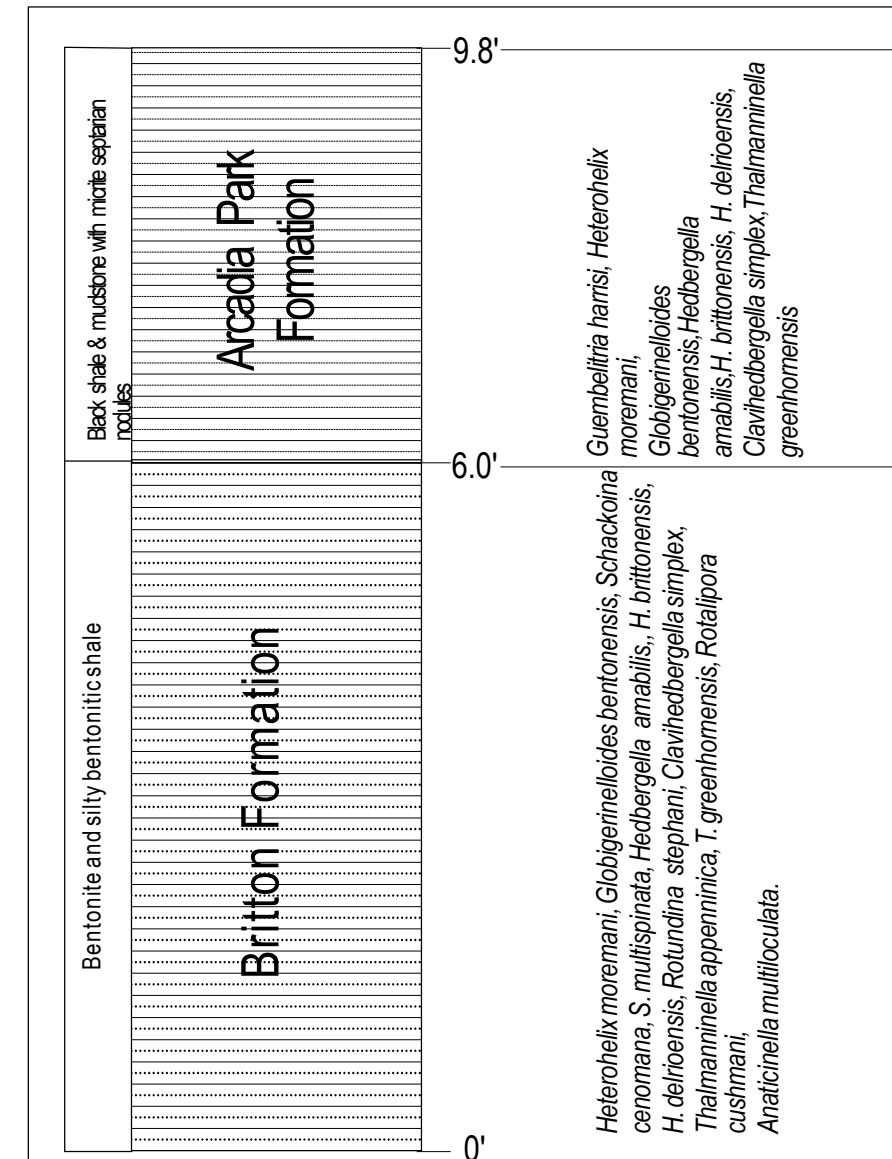 9.8'
Black shale & mudstone with micrite septarian
nodules
Arcadia Park
Formation
Guembelitria harrisi, Heterohelix
moremani,
Globigerinelloides
bentonensis,Hedbergella
amabilis,H. brittonensis, H. delrioensis,
Clavihedbergella simplex,Thalmanninella
greenhornensis
6.0'
Bentonite and silty bentonitic shale
Britton Formation
Heterohelix moremani, Globigerinelloides bentonensis, Schackoina
cenomana, S. multispinata, Hedbergella amabilis,, H. brittonensis,
H. delrioensis, Rotundina stephani, Clavihedbergella simplex,
Thalmanninella appenninica, T. greenhornensis, Rotalipora
cushmani,
Anaticinella multiloculata.
0'